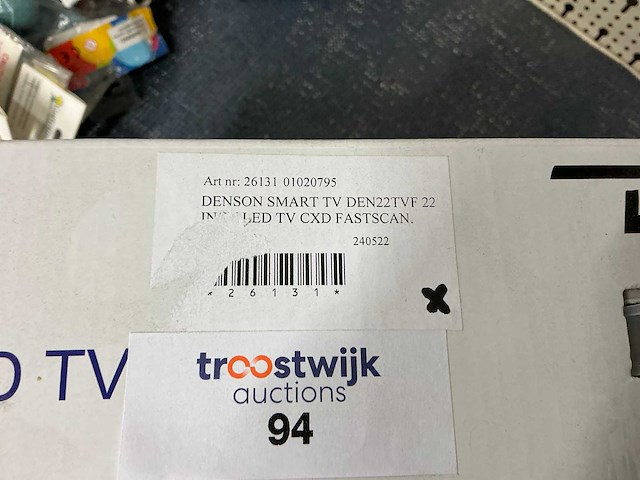 Art nr: 26131 01020795
DENSON SMART TV DEN22TVF 22
LED TV CXD FASTSCAN.
240522
*26131*
D TV
troostwijk
auctions
94